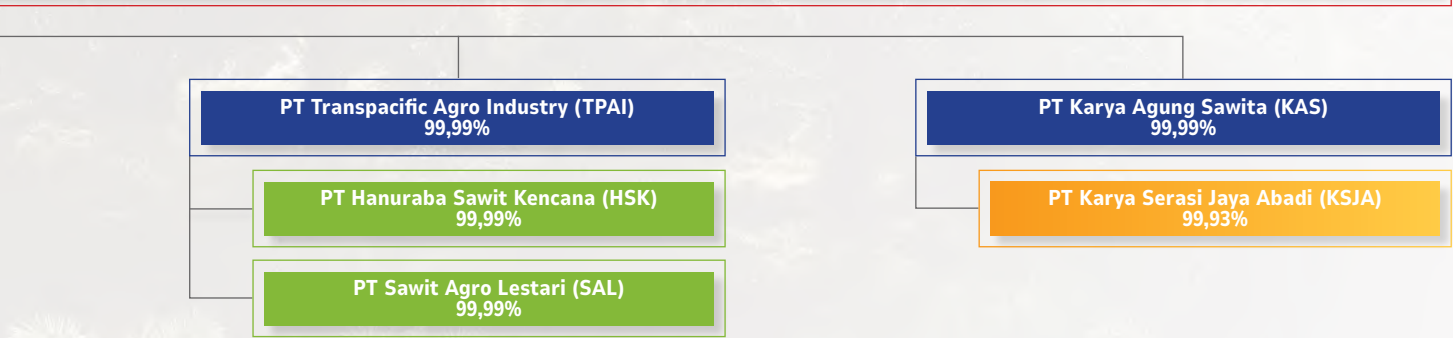 PT Transpacific Agro Industry (TPAI)
99,99%
PT Hanuraba Sawit Kencana (HSK)
99,99%
PT Sawit Agro Lestari (SAL)
99,99%
PT Karya Agung Sawita (KAS)
99,99%
PT Karya Serasi Jaya Abadi (KSJA)
99,93%